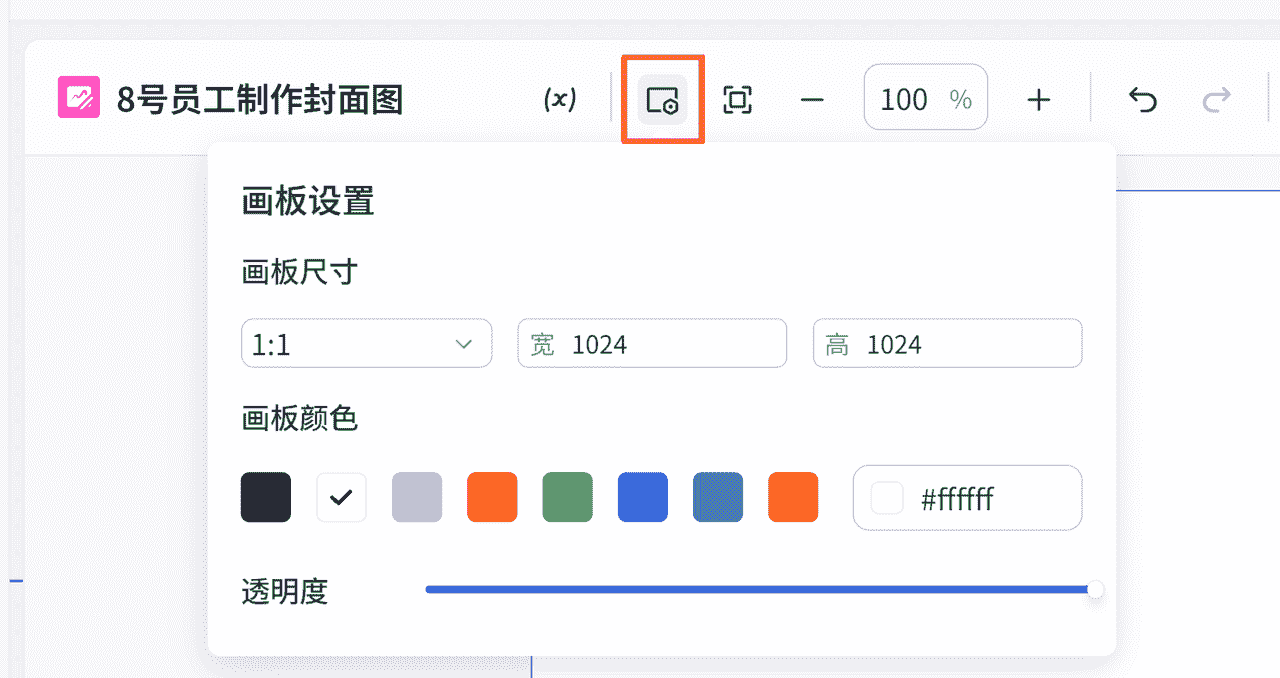 8号员工制作封面图
(x)
100 %
画板设置
画板尺寸
1:1 宽 1024 高 1024
画板颜色
#ffffff
透明度